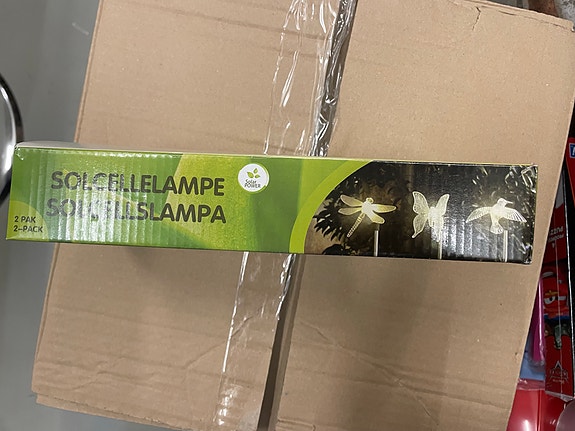 SOLCELLELAMPE
SOLCELLSLAMPA
Solar
POWER
2 PAK
2-PACK